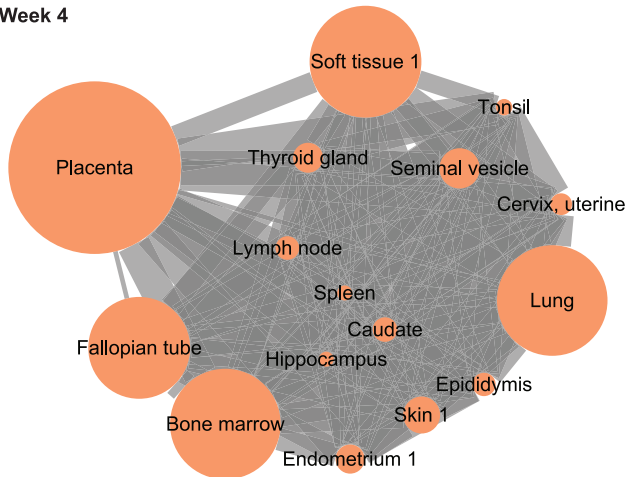 Week 4
Soft tissue 1
Tonsil
Placenta
Thyroid gland
Seminal vesicle
Cervix, uterine
Lymph node
Spleen
Lung
Caudate
Fallopian tube
Hippocampus
Epididymis
Skin 1
Bone marrow
Endometrium 1